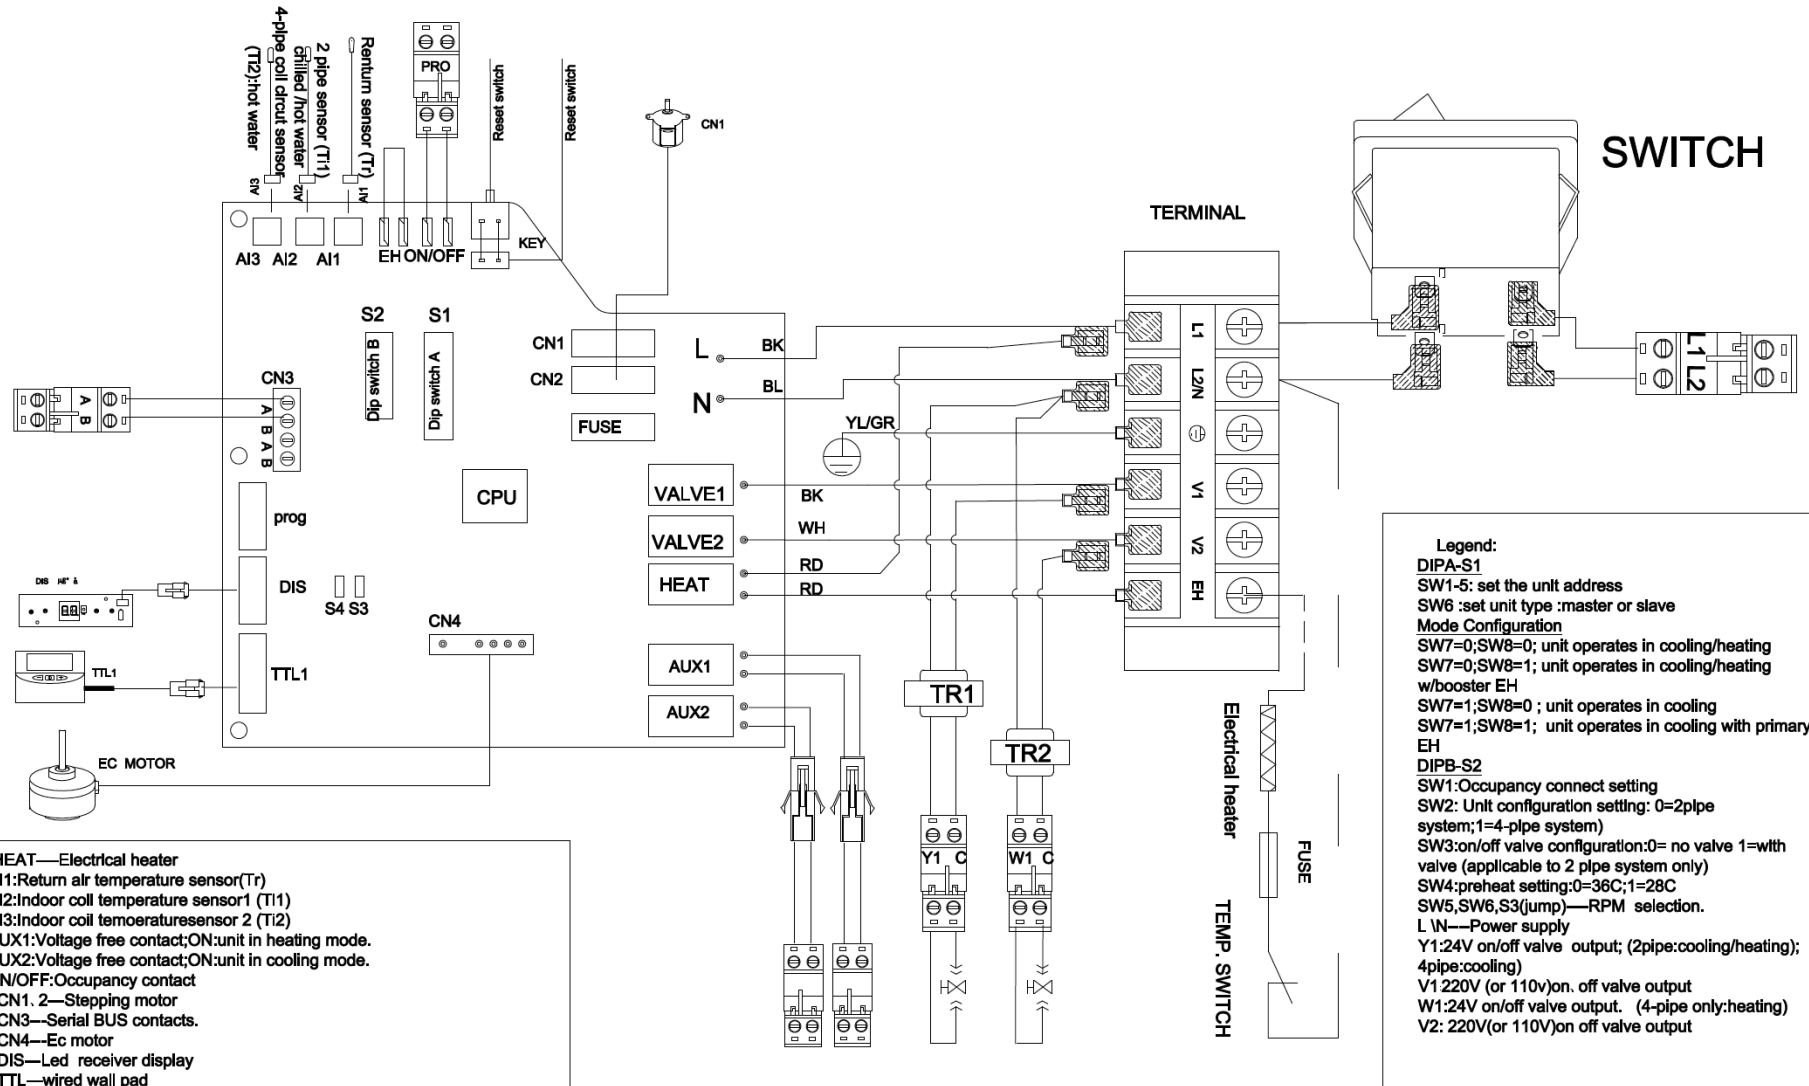 4-pipe coil circut sensor
(Ti2):hot water
2 pipe sensor (Ti1)
chilled /hot water
Renturn sensor (Tr)
PRO
Reset switch
Reset switch
CN1
SWITCH
TERMINAL
AI3
AI2
AI1
AI3 AI2 AI1
EH ON/OFF
KEY
S2
S1
Dip switch B
Dip switch A
CN1
CN2
FUSE
L
N
BK
BL
YL/GR
L1
L2/N
V1
V2
EH
L1
L2
CN3
A
B
A
B
A
B
prog
CPU
VALVE1
VALVE2
HEAT
BK
WH
RD
RD
DIS
DIS
S4 S3
CN4
TTL1
TTL1
AUX1
AUX2
EC MOTOR
TR1
TR2
Y1 C
W1 C
Electrical heater
FUSE
TEMP. SWITCH
HEAT—Electrical heater
I1:Return air temperature sensor(Tr)
I2:Indoor coil temperature sensor1 (Ti1)
I3:Indoor coil temoeraturesensor 2 (Ti2)
UX1:Voltage free contact;ON:unit in heating mode.
UX2:Voltage free contact;ON:unit in cooling mode.
N/OFF:Occupancy contact
CN1、2—Stepping motor
CN3--Serial BUS contacts.
CN4--Ec motor
DIS—Led receiver display
TTL—wired wall pad
Legend:
DIPA-S1
SW1-5: set the unit address
SW6 :set unit type :master or slave
Mode Configuration
SW7=0;SW8=0; unit operates in cooling/heating
SW7=0;SW8=1; unit operates in cooling/heating
w/booster EH
SW7=1;SW8=0 ; unit operates in cooling
SW7=1;SW8=1; unit operates in cooling with primary
EH
DIPB-S2
SW1:Occupancy connect setting
SW2: Unit configuration setting: 0=2pipe
system;1=4-pipe system)
SW3:on/off valve configuration:0= no valve 1=with
valve (applicable to 2 pipe system only)
SW4:preheat setting:0=36C;1=28C
SW5,SW6,S3(jump)—RPM selection.
L \N---Power supply
Y1:24V on/off valve output; (2pipe:cooling/heating);
4pipe:cooling)
V1:220V (or 110v)on、off valve output
W1:24V on/off valve output. (4-pipe only:heating)
V2: 220V(or 110V)on off valve output